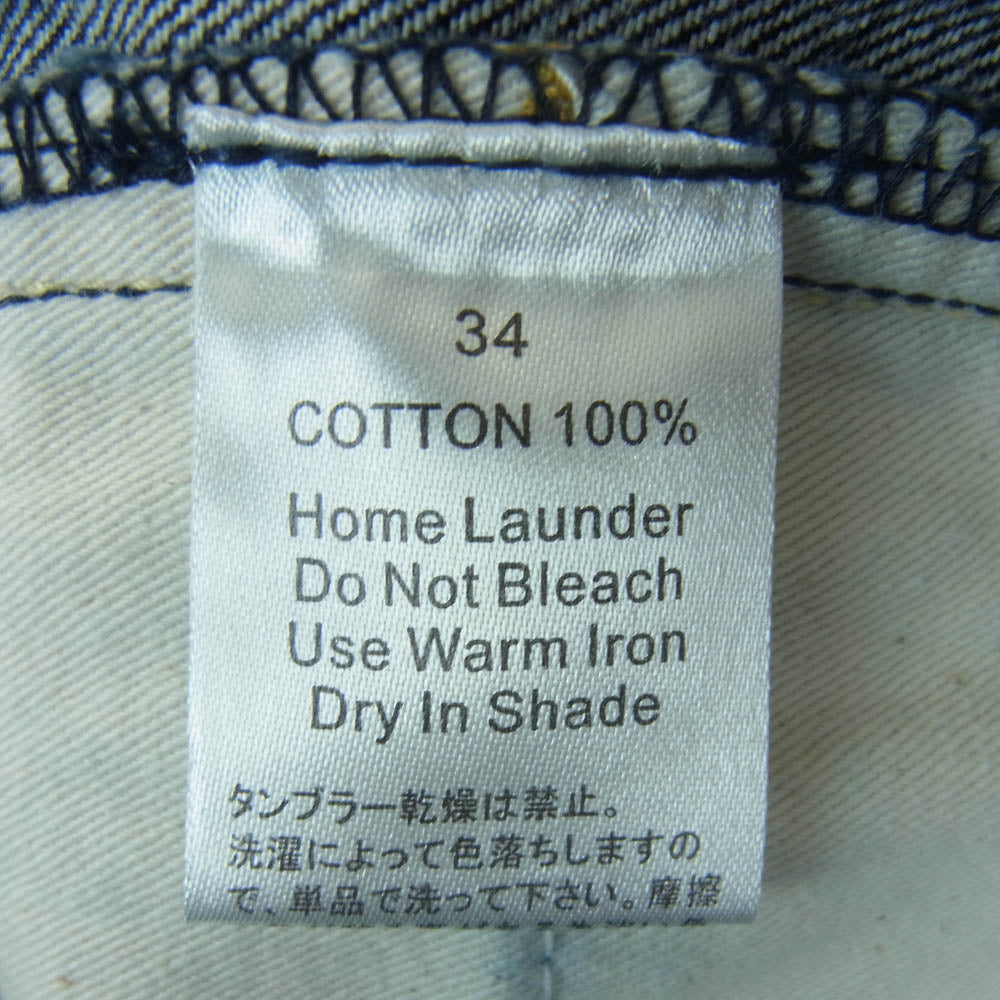 34
COTTON 100%
Home Launder
Do Not Bleach
Use Warm Iron
Dry In Shade
タンブラー乾燥は禁止。
洗濯によって色落ちしますの
で、単品で洗って下さい。摩擦